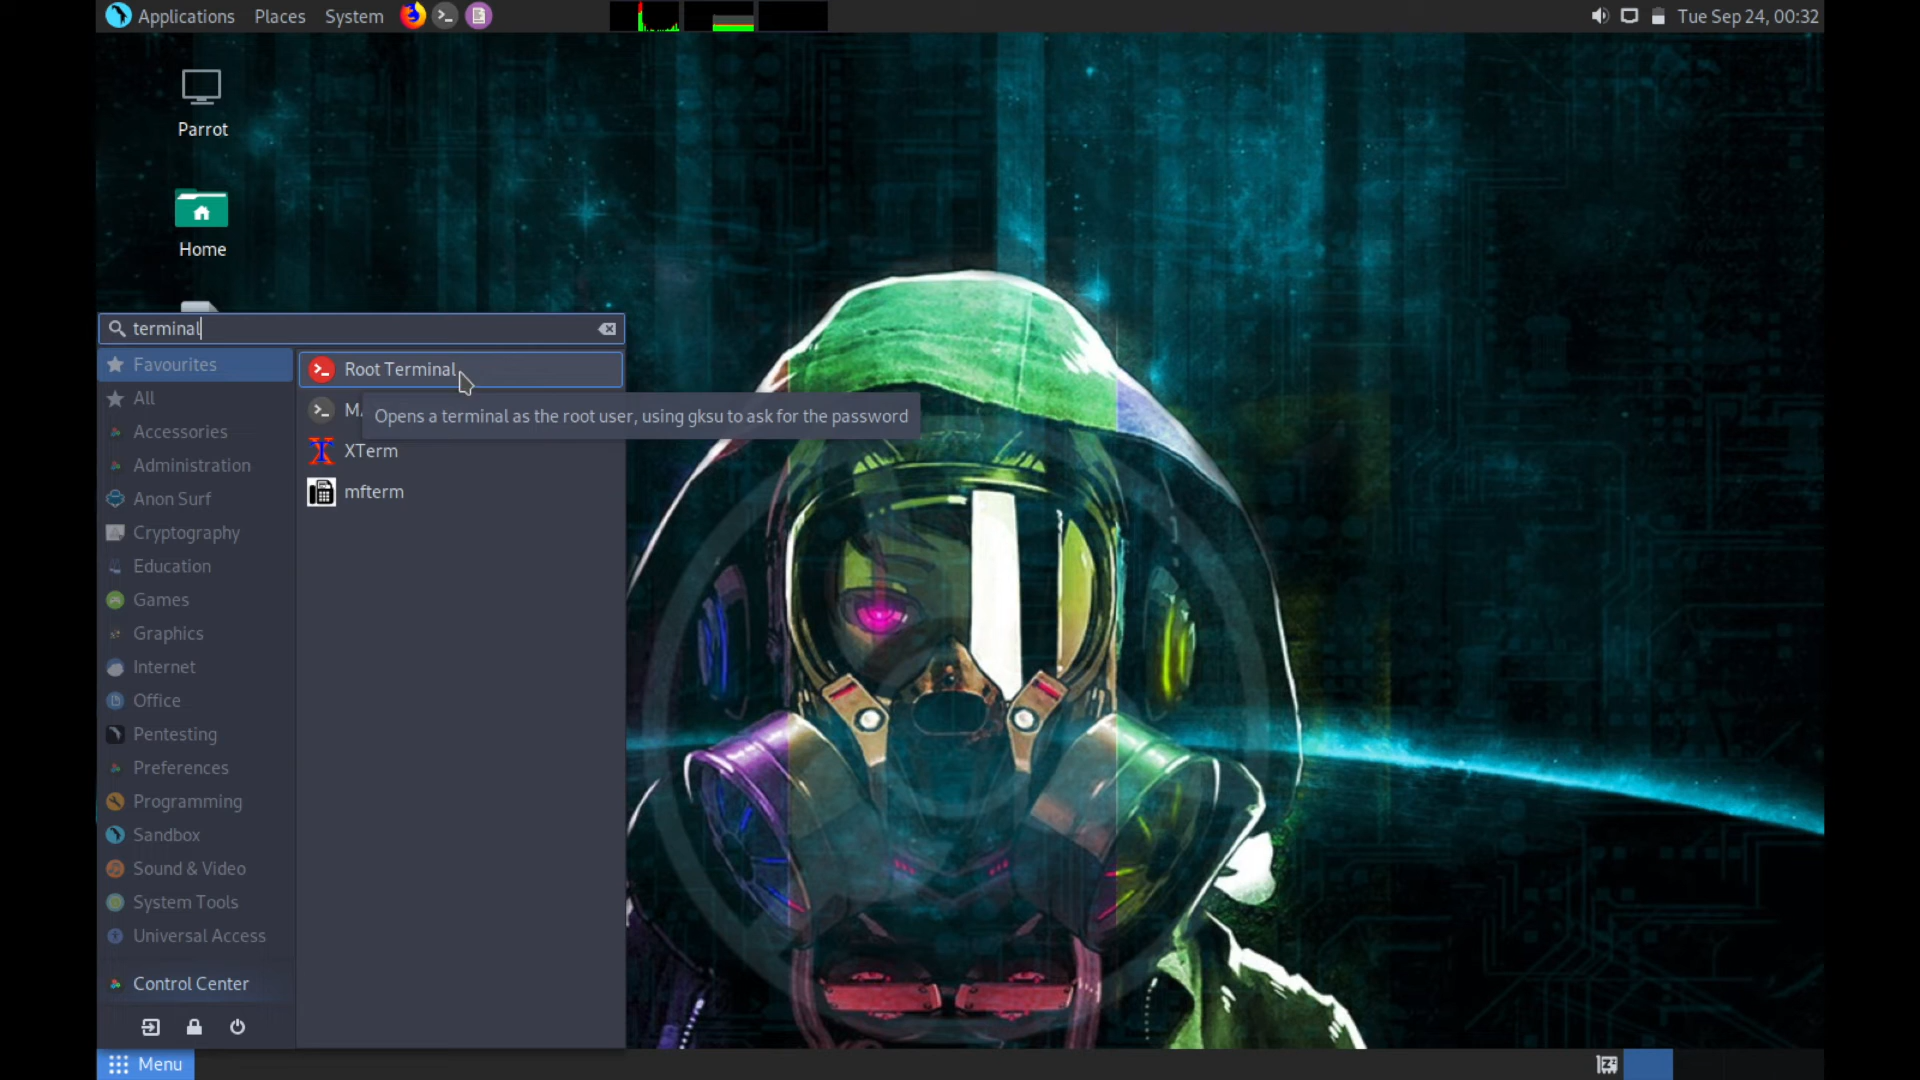 Applications Places System
Tue Sep 24, 00:32
Parrot
Home
terminal
Favourites
All
Accessories
Administration
Anon Surf
Cryptography
Education
Games
Graphics
Internet
Office
Pentesting
Preferences
Programming
Sandbox
Sound & Video
System Tools
Universal Access
Control Center
Root Terminal
Opens a terminal as the root user, using gksu to ask for the password
XTerm
mfterm
Menu